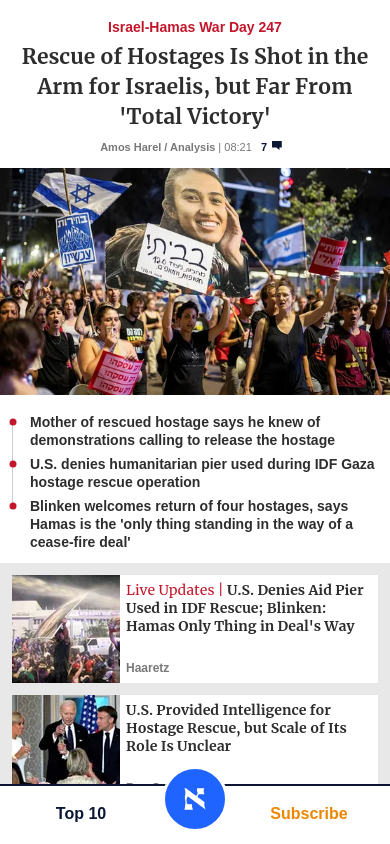 Israel-Hamas War Day 247
Rescue of Hostages Is Shot in the
Arm for Israelis, but Far From
'Total Victory'
Amos Harel / Analysis | 08:21 7
בביתי
בחירות
עכשיו
Mother of rescued hostage says he knew of
demonstrations calling to release the hostage
U.S. denies humanitarian pier used during IDF Gaza
hostage rescue operation
Blinken welcomes return of four hostages, says
Hamas is the 'only thing standing in the way of a
cease-fire deal'
Live Updates | U.S. Denies Aid Pier
Used in IDF Rescue; Blinken:
Hamas Only Thing in Deal's Way
Haaretz
U.S. Provided Intelligence for
Hostage Rescue, but Scale of Its
Role Is Unclear
Top 10
Subscribe